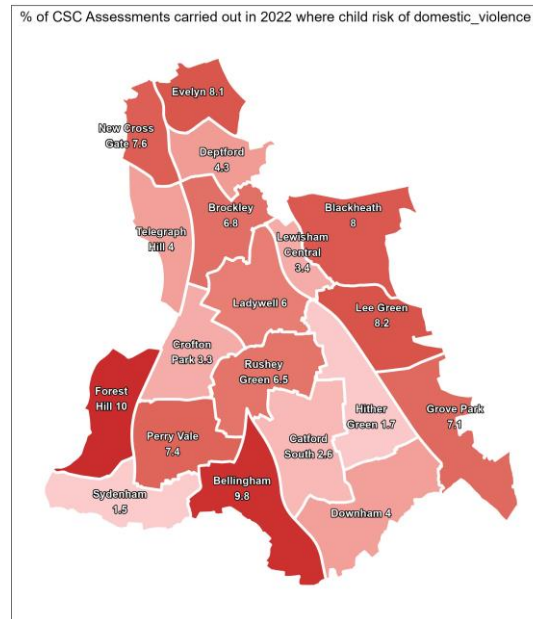 % of CSC Assessments carried out in 2022 where child risk of domestic_violence
Evelyn 8.1
New Cross
Gate 7.6
Deptford
4.3
Brockley
6.8
Blackheath
8
Telegraph
Hill 4
Lewisham
Central
3.4
Ladywell 6
Lee Green
8.2
Crofton
Park 3.3
Rushey
Green 6.5
Forest
Hill 10
Hither
Green 1.7
Grove Park
7.1
Perry Vale
7.4
Catford
South 2.6
Bellingham
9.8
Sydenham
1.5
Downham 4